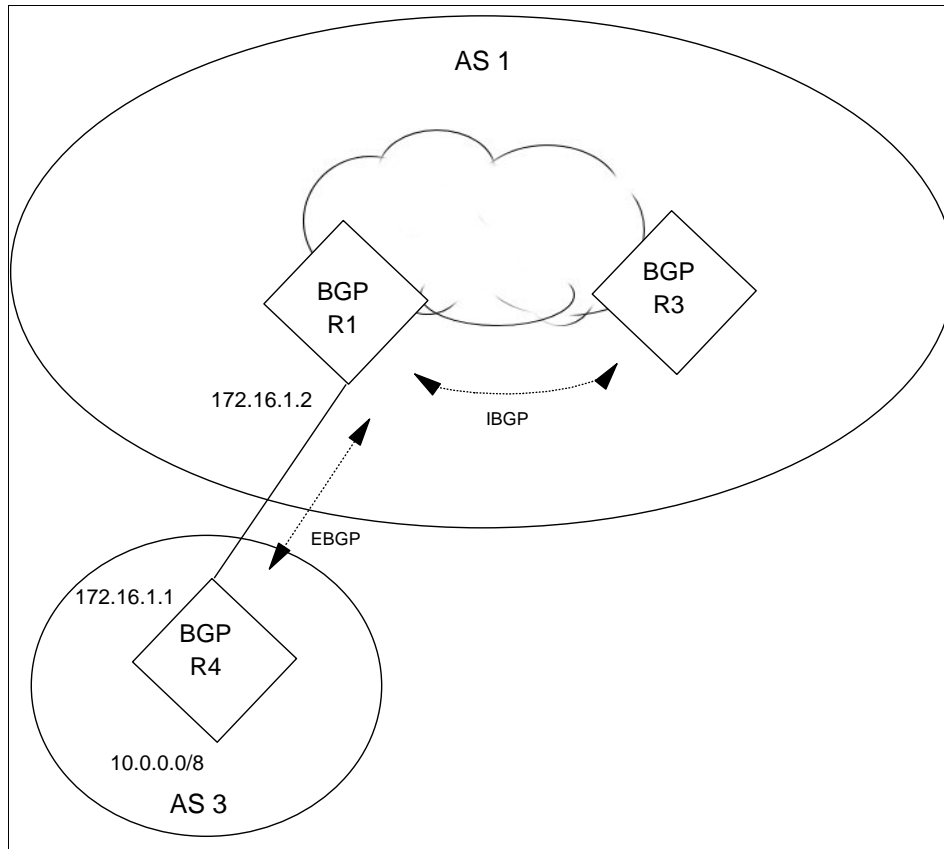 AS 1
BGP
R1
BGP
R3
172.16.1.2
IBGP
EBGP
172.16.1.1
BGP
R4
10.0.0.0/8
AS 3